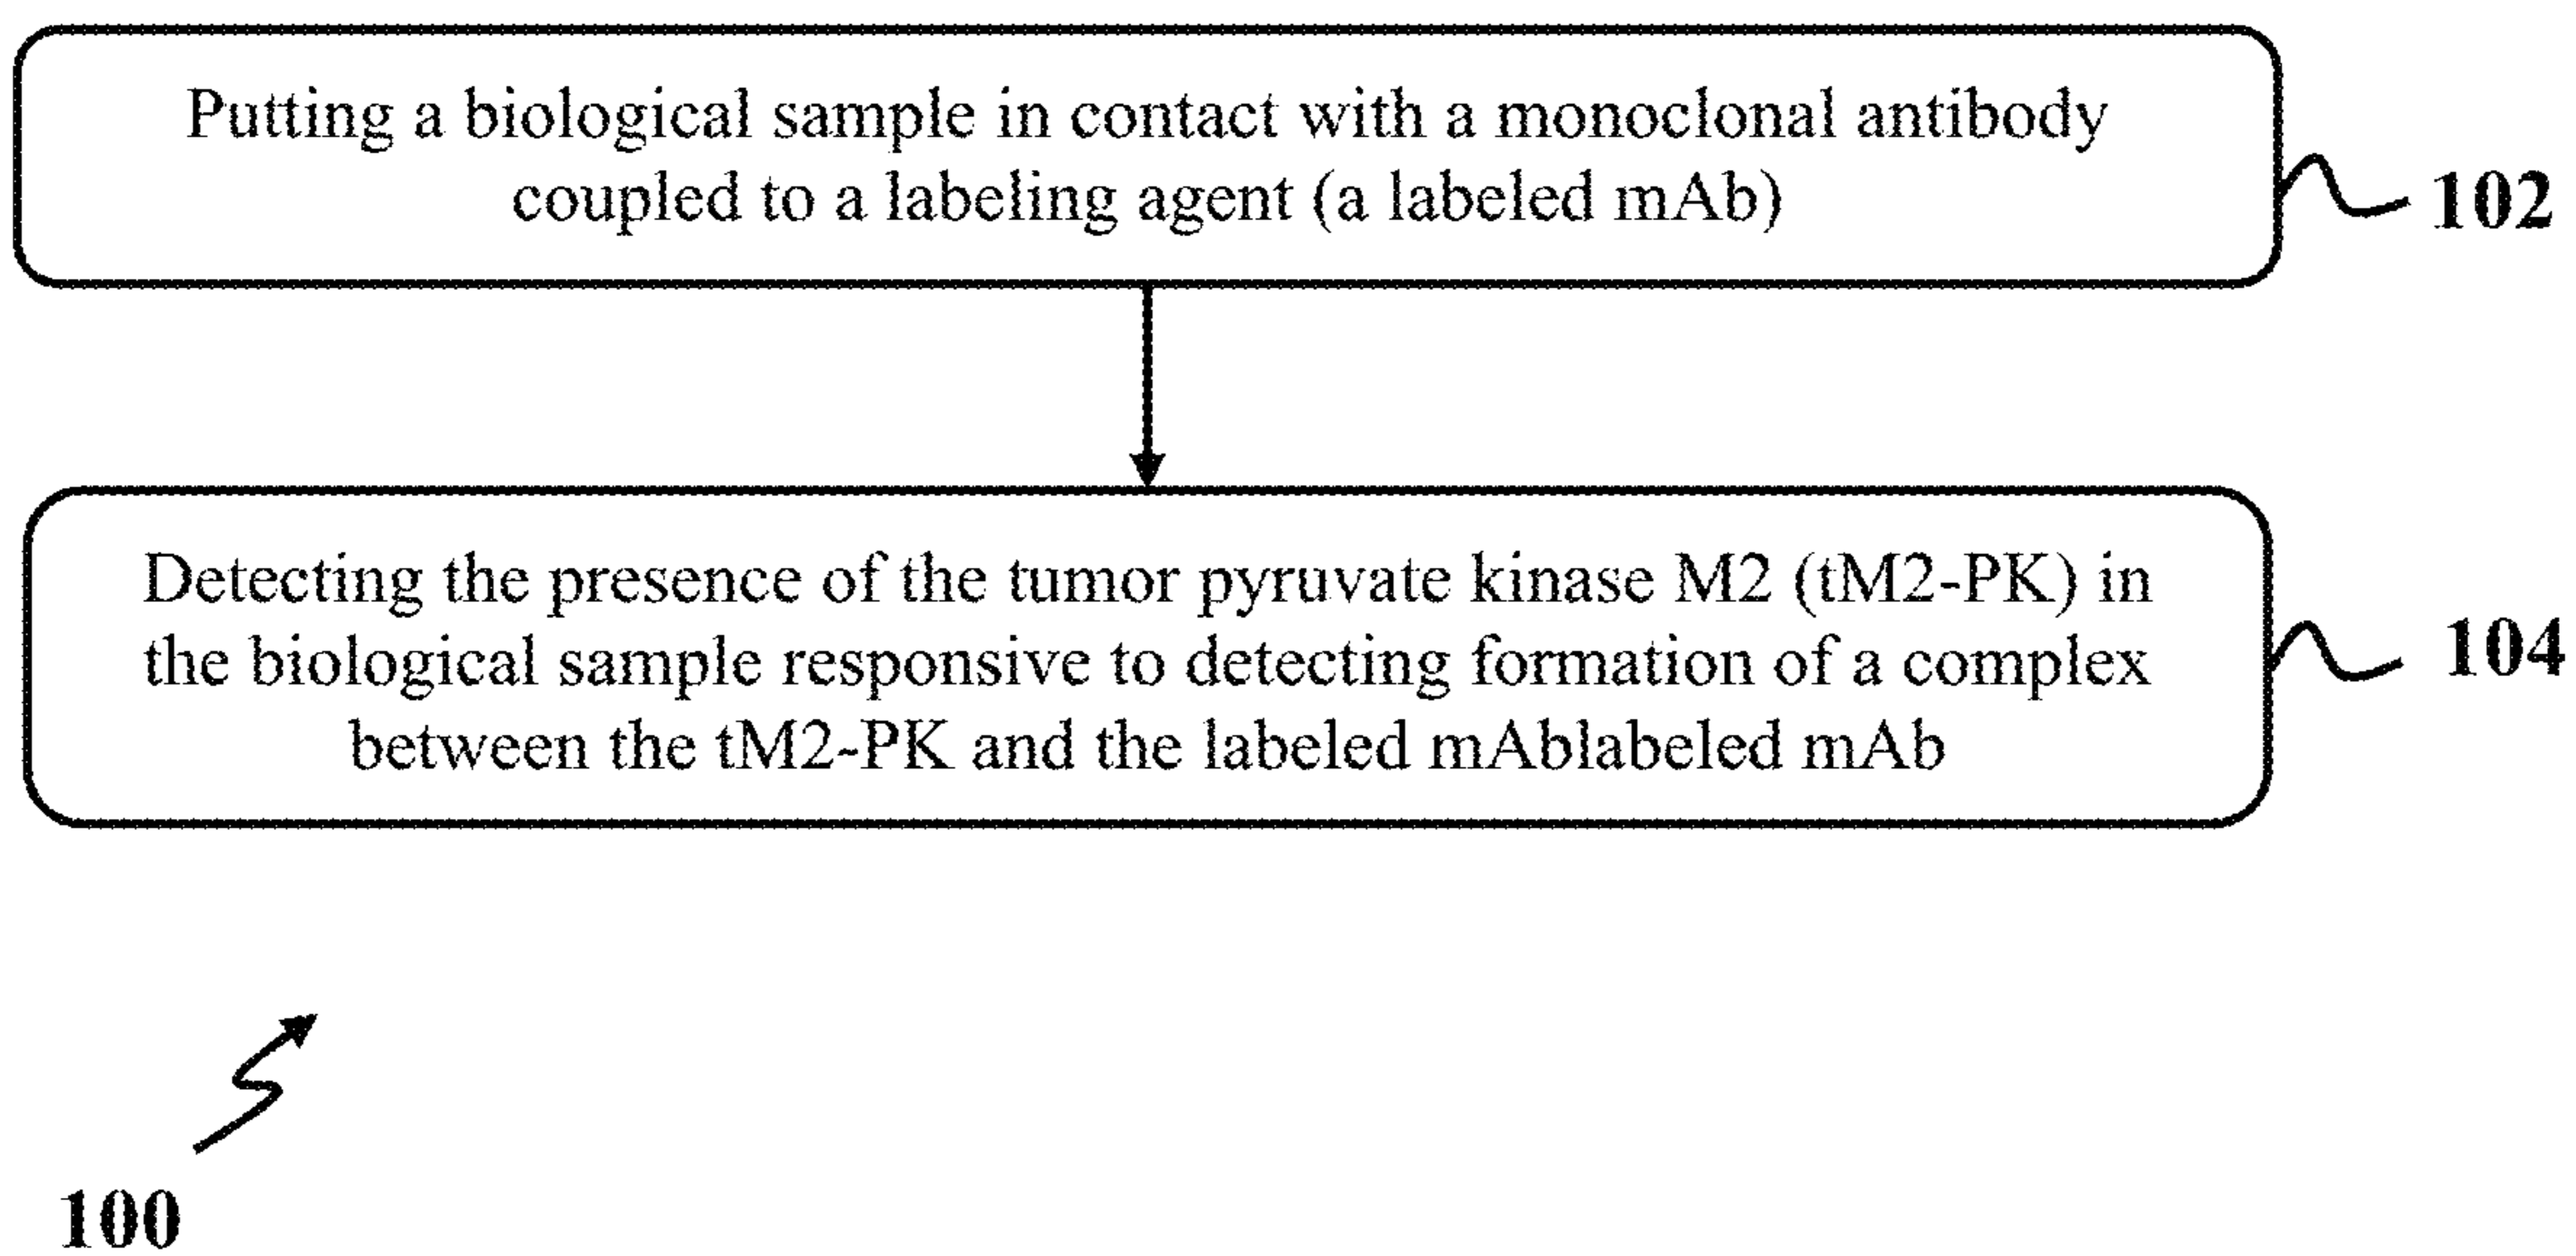 Putting a biological sample in contact with a monoclonal antibody
coupled to a labeling agent (a labeled mAb)
102
Detecting the presence of the tumor pyruvate kinase M2 (tM2-PK) in
the biological sample responsive to detecting formation of a complex
between the tM2-PK and the labeled mAblabeled mAb
104
100